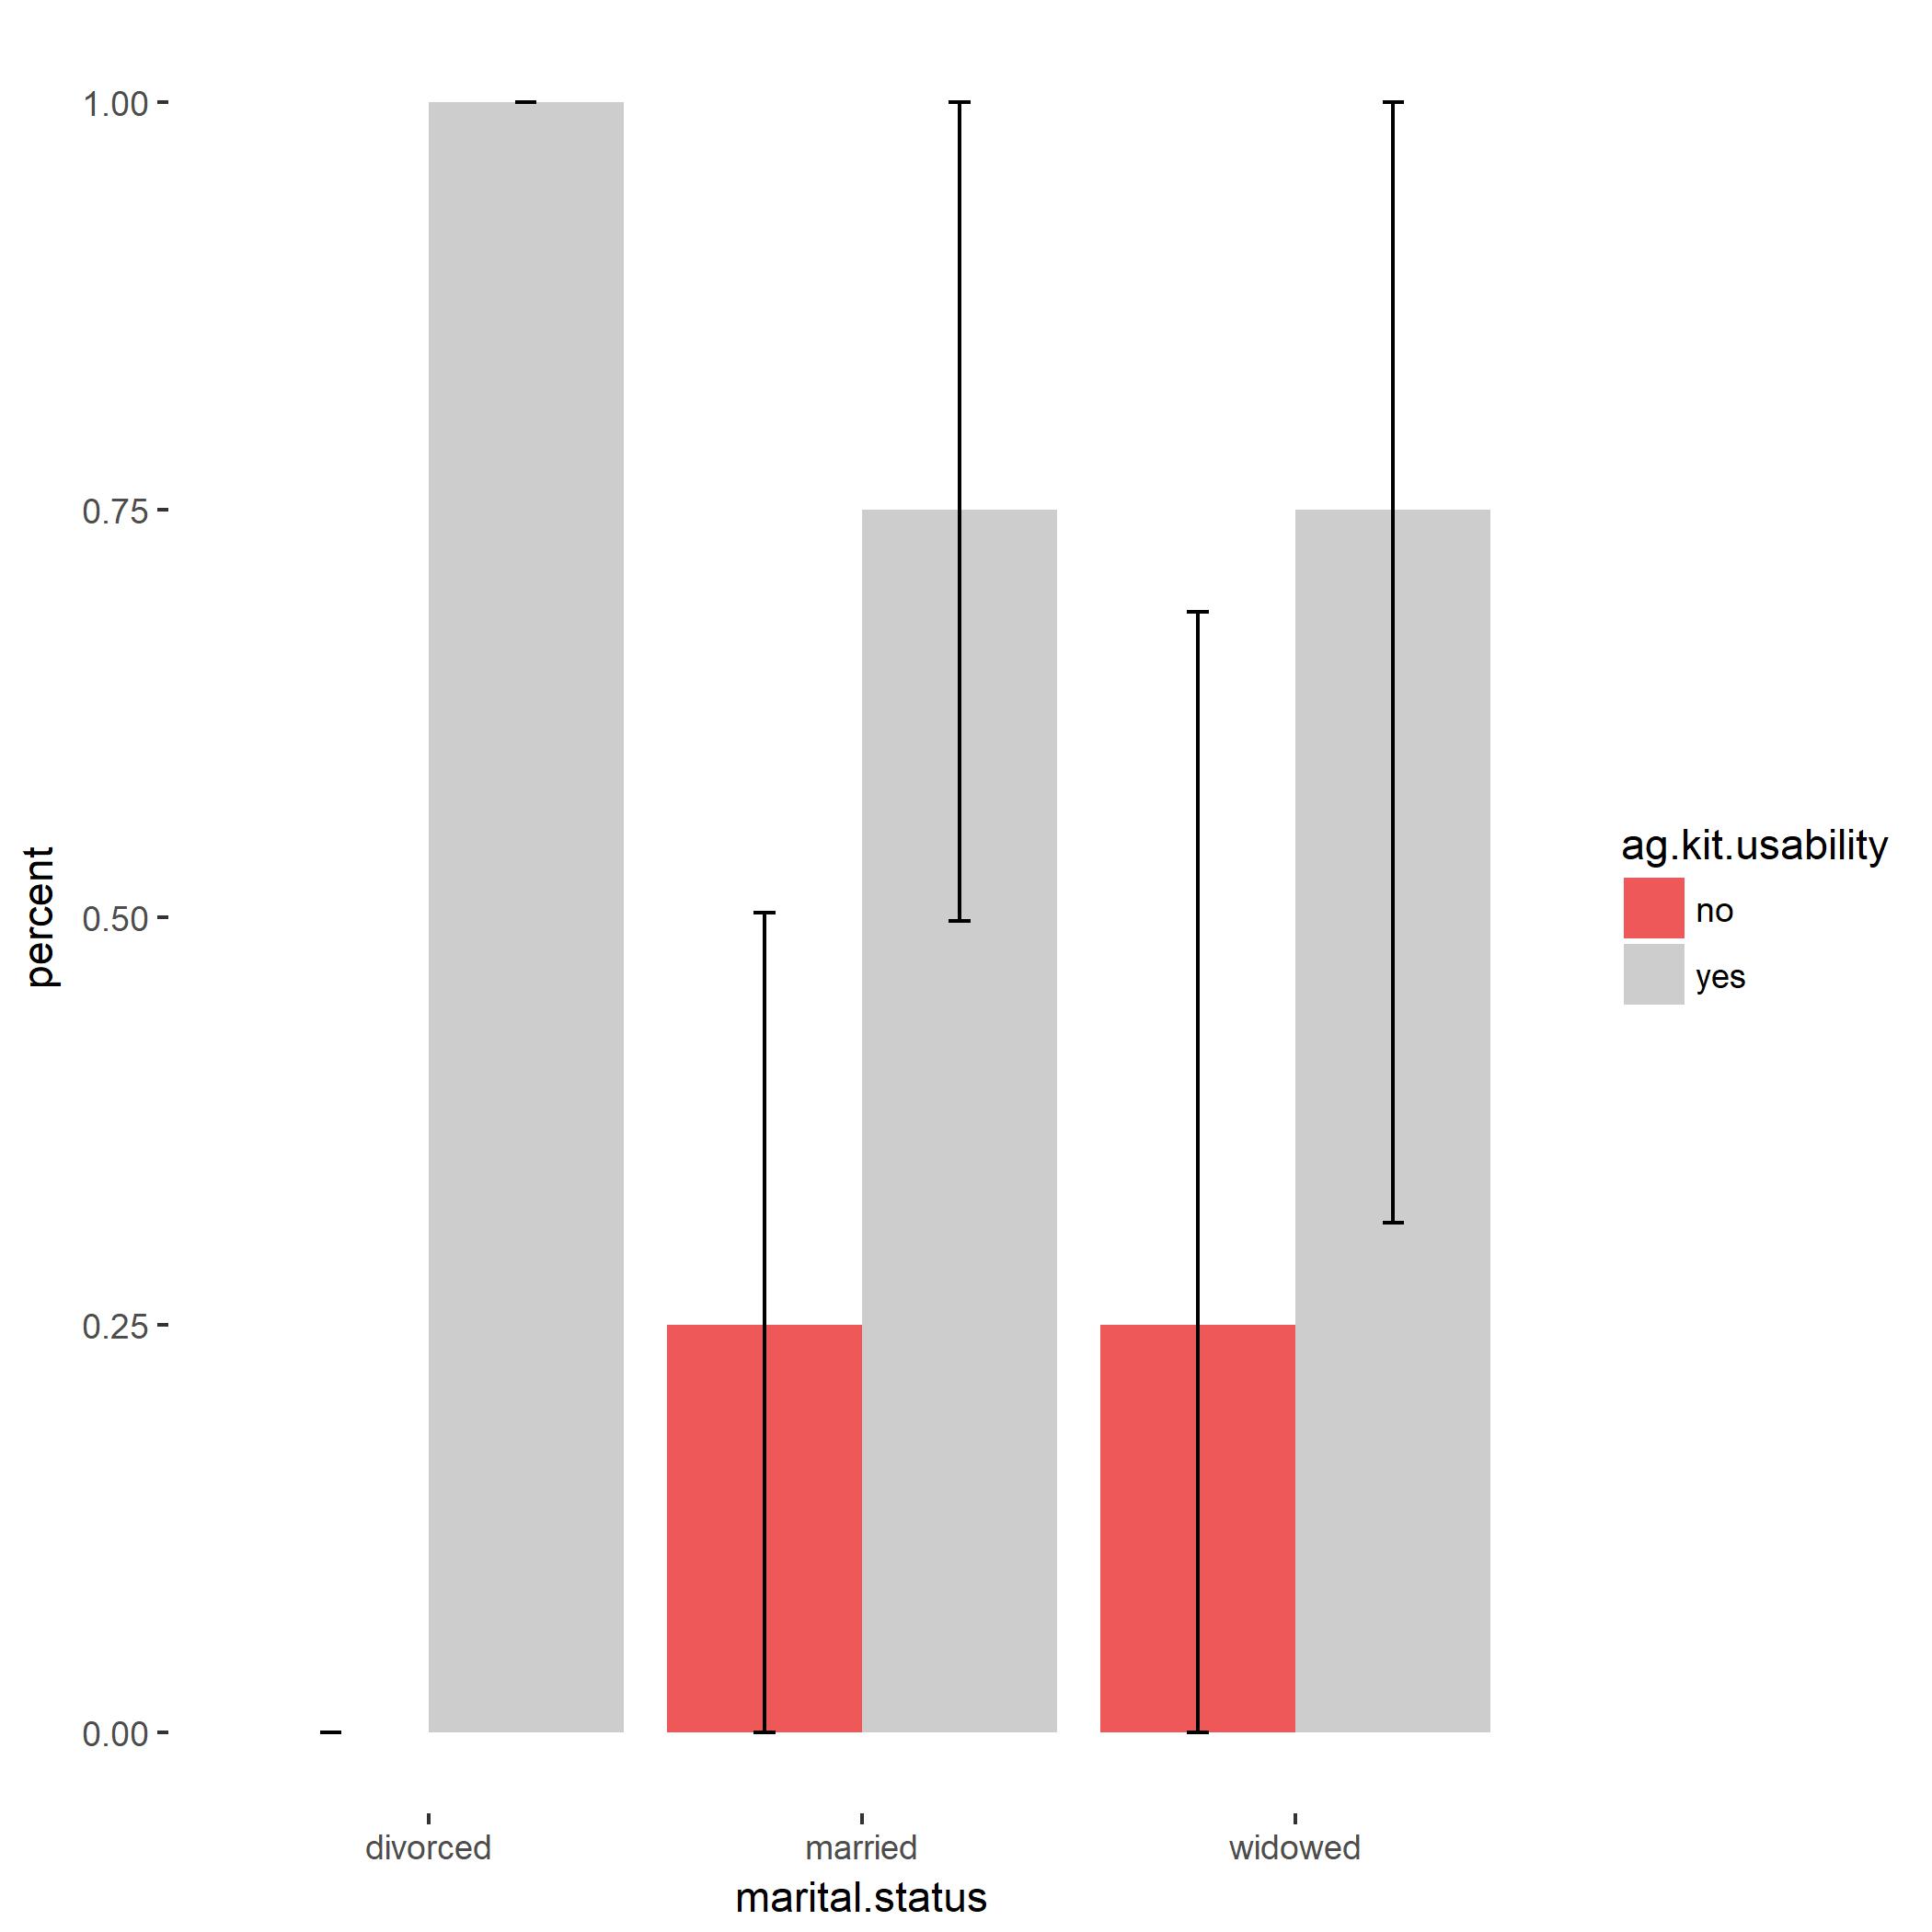 percent
1.00
0.75
0.50
0.25
0.00
divorced married widowed
marital.status
ag.kit.usability
no
yes